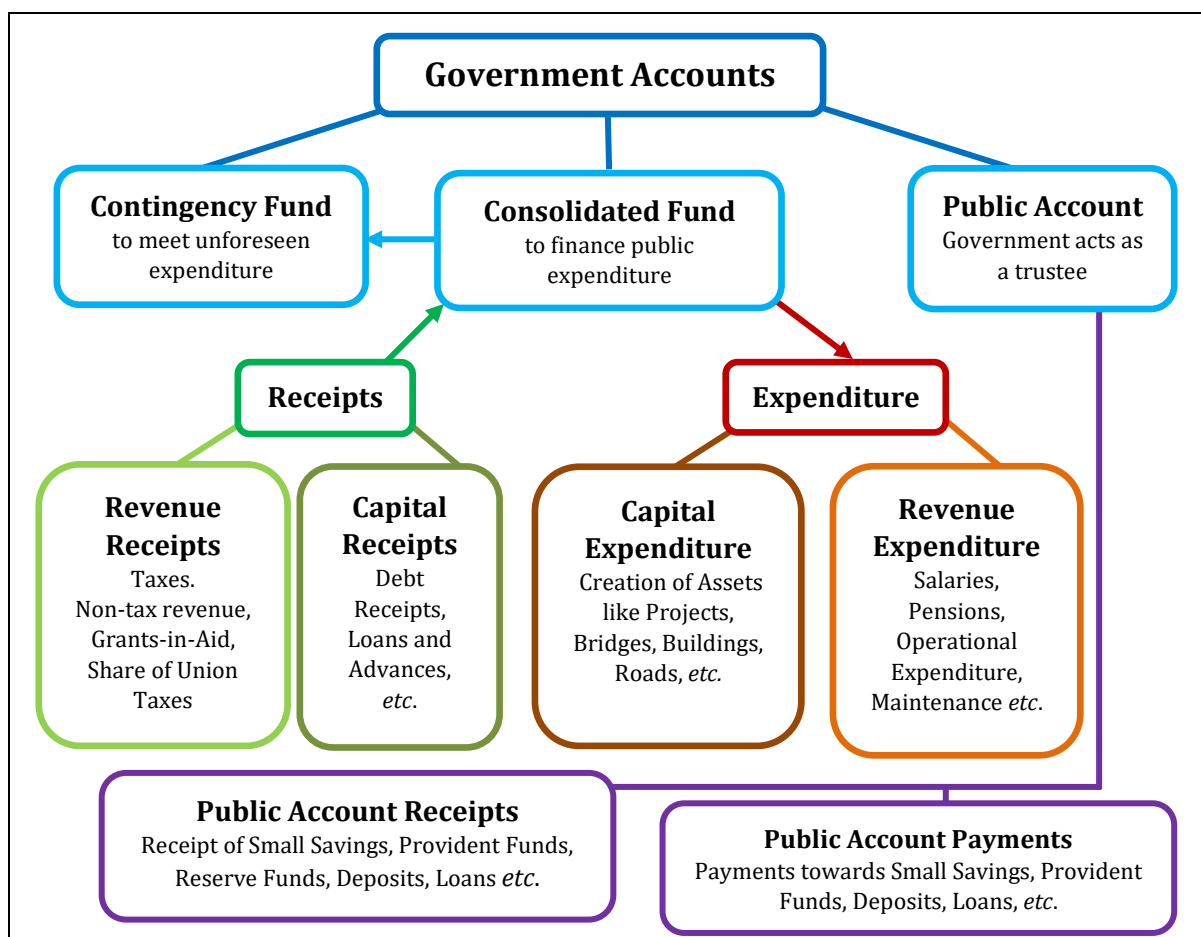 Government Accounts
Contingency Fund
to meet unforeseen
expenditure
Consolidated Fund
to finance public
expenditure
Public Account
Government acts as
a trustee
Receipts
Expenditure
Revenue
Receipts
Taxes.
Non-tax revenue,
Grants-in-Aid,
Share of Union
Taxes
Capital
Receipts
Debt
Receipts,
Loans and
Advances,
etc.
Capital
Expenditure
Creation of Assets
like Projects,
Bridges, Buildings,
Roads, etc.
Revenue
Expenditure
Salaries,
Pensions,
Operational
Expenditure,
Maintenance etc.
Public Account Receipts
Receipt of Small Savings, Provident Funds,
Reserve Funds, Deposits, Loans etc.
Public Account Payments
Payments towards Small Savings, Provident
Funds, Deposits, Loans, etc.